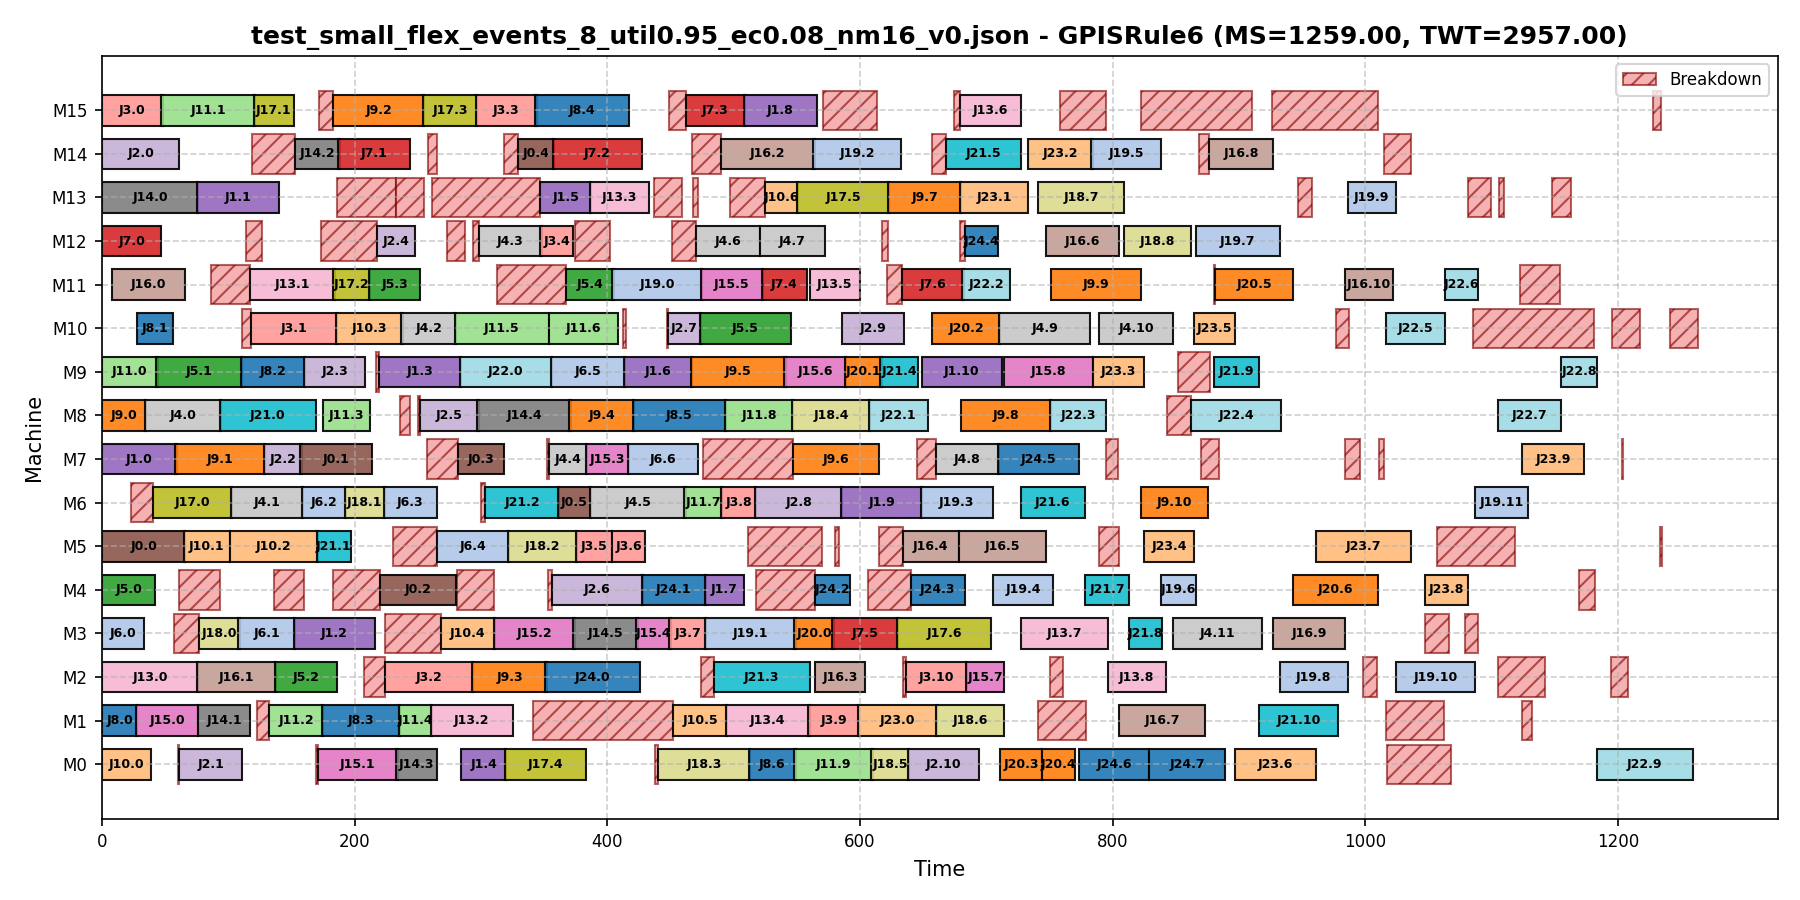 test_small_flex_events_8_util0.95_ec0.08_nm16_v0.json - GPISRule6 (MS=1259.00, TWT=2957.00)
Breakdown
M15 J3.0 J11.1 J17.1 J9.2 J17.3 J3.3 J8.4 J7.3 J1.8 J13.6
M14 J2.0 J14.2 J7.1 J0.4 J7.2 J16.2 J19.2 J21.5 J23.2 J19.5 J16.8
M13 J14.0 J1.1 J1.5 J13.3 J10.6 J17.5 J9.7 J23.1 J18.7 J19.9
M12 J7.0 J2.4 J4.3 J3.4 J4.6 J4.7 J24.4 J16.6 J18.8 J19.7
M11 J16.0 J13.1 J17.2 J5.3 J5.4 J19.0 J15.5 J7.4 J13.5 J7.6 J22.2 J9.9 J20.5 J16.10 J22.6
M10 J8.1 J3.1 J10.3 J4.2 J11.5 J11.6 J2.7 J5.5 J2.9 J20.2 J4.9 J4.10 J23.5 J22.5
M9 J11.0 J5.1 J8.2 J2.3 J1.3 J22.0 J6.5 J1.6 J9.5 J15.6 J20.1 J21.4 J1.10 J15.8 J23.3 J21.9 J22.8
M8 J9.0 J4.0 J21.0 J11.3 J2.5 J14.4 J9.4 J8.5 J11.8 J18.4 J22.1 J9.8 J22.3 J22.4 J22.7
M7 J1.0 J9.1 J2.2 J0.1 J0.3 J4.4 J15.3 J6.6 J9.6 J4.8 J24.5 J23.9
M6 J17.0 J4.1 J6.2 J18.1 J6.3 J21.2 J0.5 J4.5 J11.7 J3.8 J2.8 J1.9 J19.3 J21.6 J9.10 J19.11
M5 J0.0 J10.1 J10.2 J21.1 J6.4 J18.2 J3.5 J3.6 J16.4 J16.5 J23.4 J23.7
M4 J5.0 J0.2 J2.6 J24.1 J1.7 J24.2 J24.3 J19.4 J21.7 J19.6 J20.6 J23.8
M3 J6.0 J18.0 J6.1 J1.2 J10.4 J15.2 J14.5 J15.4 J3.7 J19.1 J20.0 J7.5 J17.6 J13.7 J21.8 J4.11 J16.9
M2 J13.0 J16.1 J5.2 J3.2 J9.3 J24.0 J21.3 J16.3 J3.10 J15.7 J13.8 J19.8 J19.10
M1 J8.0 J15.0 J14.1 J11.2 J8.3 J11.4 J13.2 J10.5 J13.4 J3.9 J23.0 J18.6 J16.7 J21.10
M0 J10.0 J2.1 J15.1 J14.3 J1.4 J17.4 J18.3 J8.6 J11.9 J18.5 J2.10 J20.3 J20.4 J24.6 J24.7 J23.6 J22.9
0 200 400 600 800 1000 1200
Time
Machine